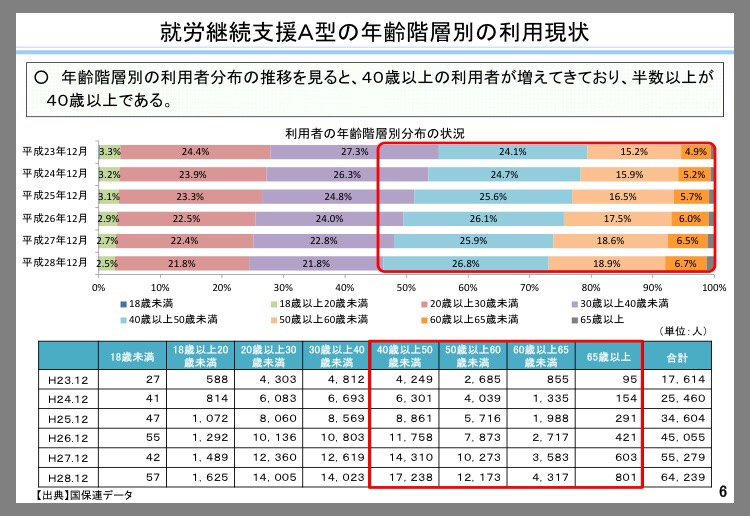 就労継続支援A型の年齢階層別の利用現状
○ 年齢階層別の利用者分布の推移を見ると、40歳以上の利用者が増えてきており、半数以上が
40歳以上である。
利用者の年齢階層別分布の状況
平成23年12月 3.3% 24.4% 27.3% 24.1% 15.2% 4.9%
平成24年12月 3.2% 23.9% 26.3% 24.7% 15.9% 5.2%
平成25年12月 3.1% 23.3% 24.8% 25.6% 16.5% 5.7%
平成26年12月 2.9% 22.5% 24.0% 26.1% 17.5% 6.0%
平成27年12月 2.7% 22.4% 22.8% 25.9% 18.6% 6.5%
平成28年12月 2.5% 21.8% 21.8% 26.8% 18.9% 6.7%
0% 10% 20% 30% 40% 50% 60% 70% 80% 90% 100%
■18歳未満 ■18歳以上20歳未満 ■20歳以上30歳未満 ■30歳以上40歳未満
■40歳以上50歳未満 ■50歳以上60歳未満 ■60歳以上65歳未満 ■65歳以上
(単位:人)
18歳未満 18歳以上20歳未満 20歳以上30歳未満 30歳以上40歳未満 40歳以上50歳未満 50歳以上60歳未満 60歳以上65歳未満 65歳以上 合計
H23.12 27 588 4,303 4,812 4,249 2,685 855 95 17,614
H24.12 41 814 6,083 6,693 6,301 4,039 1,335 154 25,460
H25.12 47 1,072 8,060 8,569 8,861 5,716 1,988 291 34,604
H26.12 55 1,292 10,136 10,803 11,758 7,873 2,717 421 45,055
H27.12 42 1,489 12,360 12,619 14,310 10,273 3,583 603 55,279
H28.12 57 1,625 14,005 14,023 17,238 12,173 4,317 801 64,239
【出典】国保連データ
6